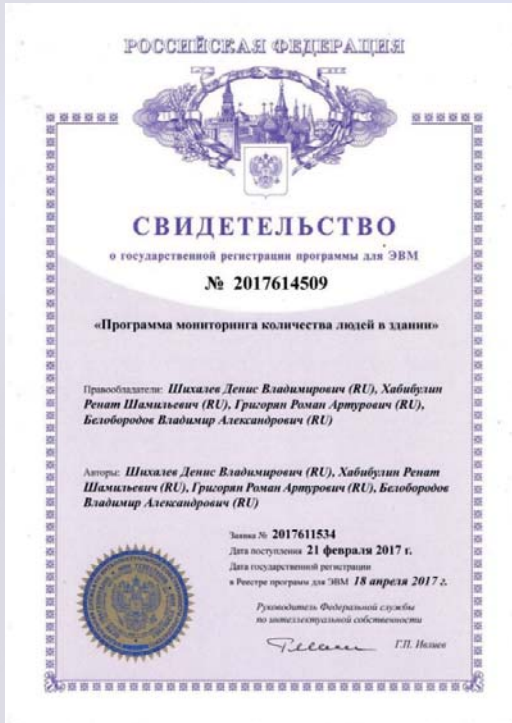 РОССИЙСКАЯ ФЕДЕРАЦИЯ
СВИДЕТЕЛЬСТВО
о государственной регистрации программы для ЭВМ
№ 2017614509
«Программа мониторинга количества людей в здании»
Правообладатели: Шихалев Денис Владимирович (RU), Хабибулин
Ренат Шамильевич (RU), Григорян Роман Артурович (RU),
Белобородов Владимир Александрович (RU)
Авторы: Шихалев Денис Владимирович (RU), Хабибулин Ренат
Шамильевич (RU), Григорян Роман Артурович (RU), Белобородов
Владимир Александрович (RU)
Заявка № 2017611534
Дата поступления 21 февраля 2017 г.
Дата государственной регистрации
в Реестре программ для ЭВМ 18 апреля 2017 г.
Руководитель Федеральной службы
по интеллектуальной собственности
Г.П. Ивлиев